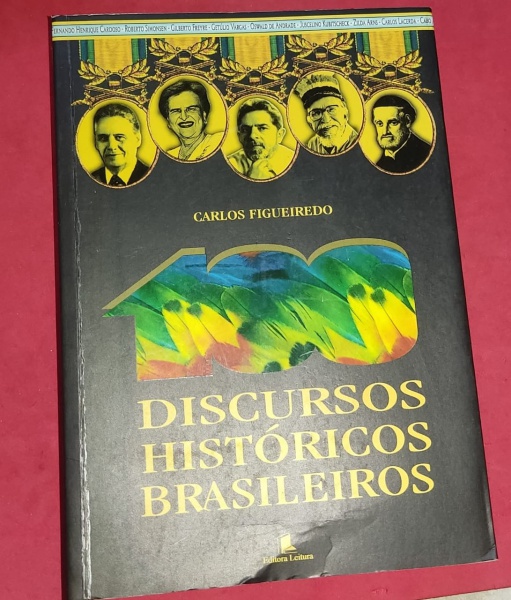 FERNANDO HENRIQUE CARDOSO - ROBERTO SIMONSEN - GILBERTO FREYRE - GETÚLIO VARGAS - OSWALD DE ANDRADE - JUSCELINO KUBITSCHECK - ZILDA ARNS - CARLOS LACERDA - CABO
CARLOS FIGUEIREDO
100
DISCURSOS
HISTÓRICOS
BRASILEIROS
Editora Leitura